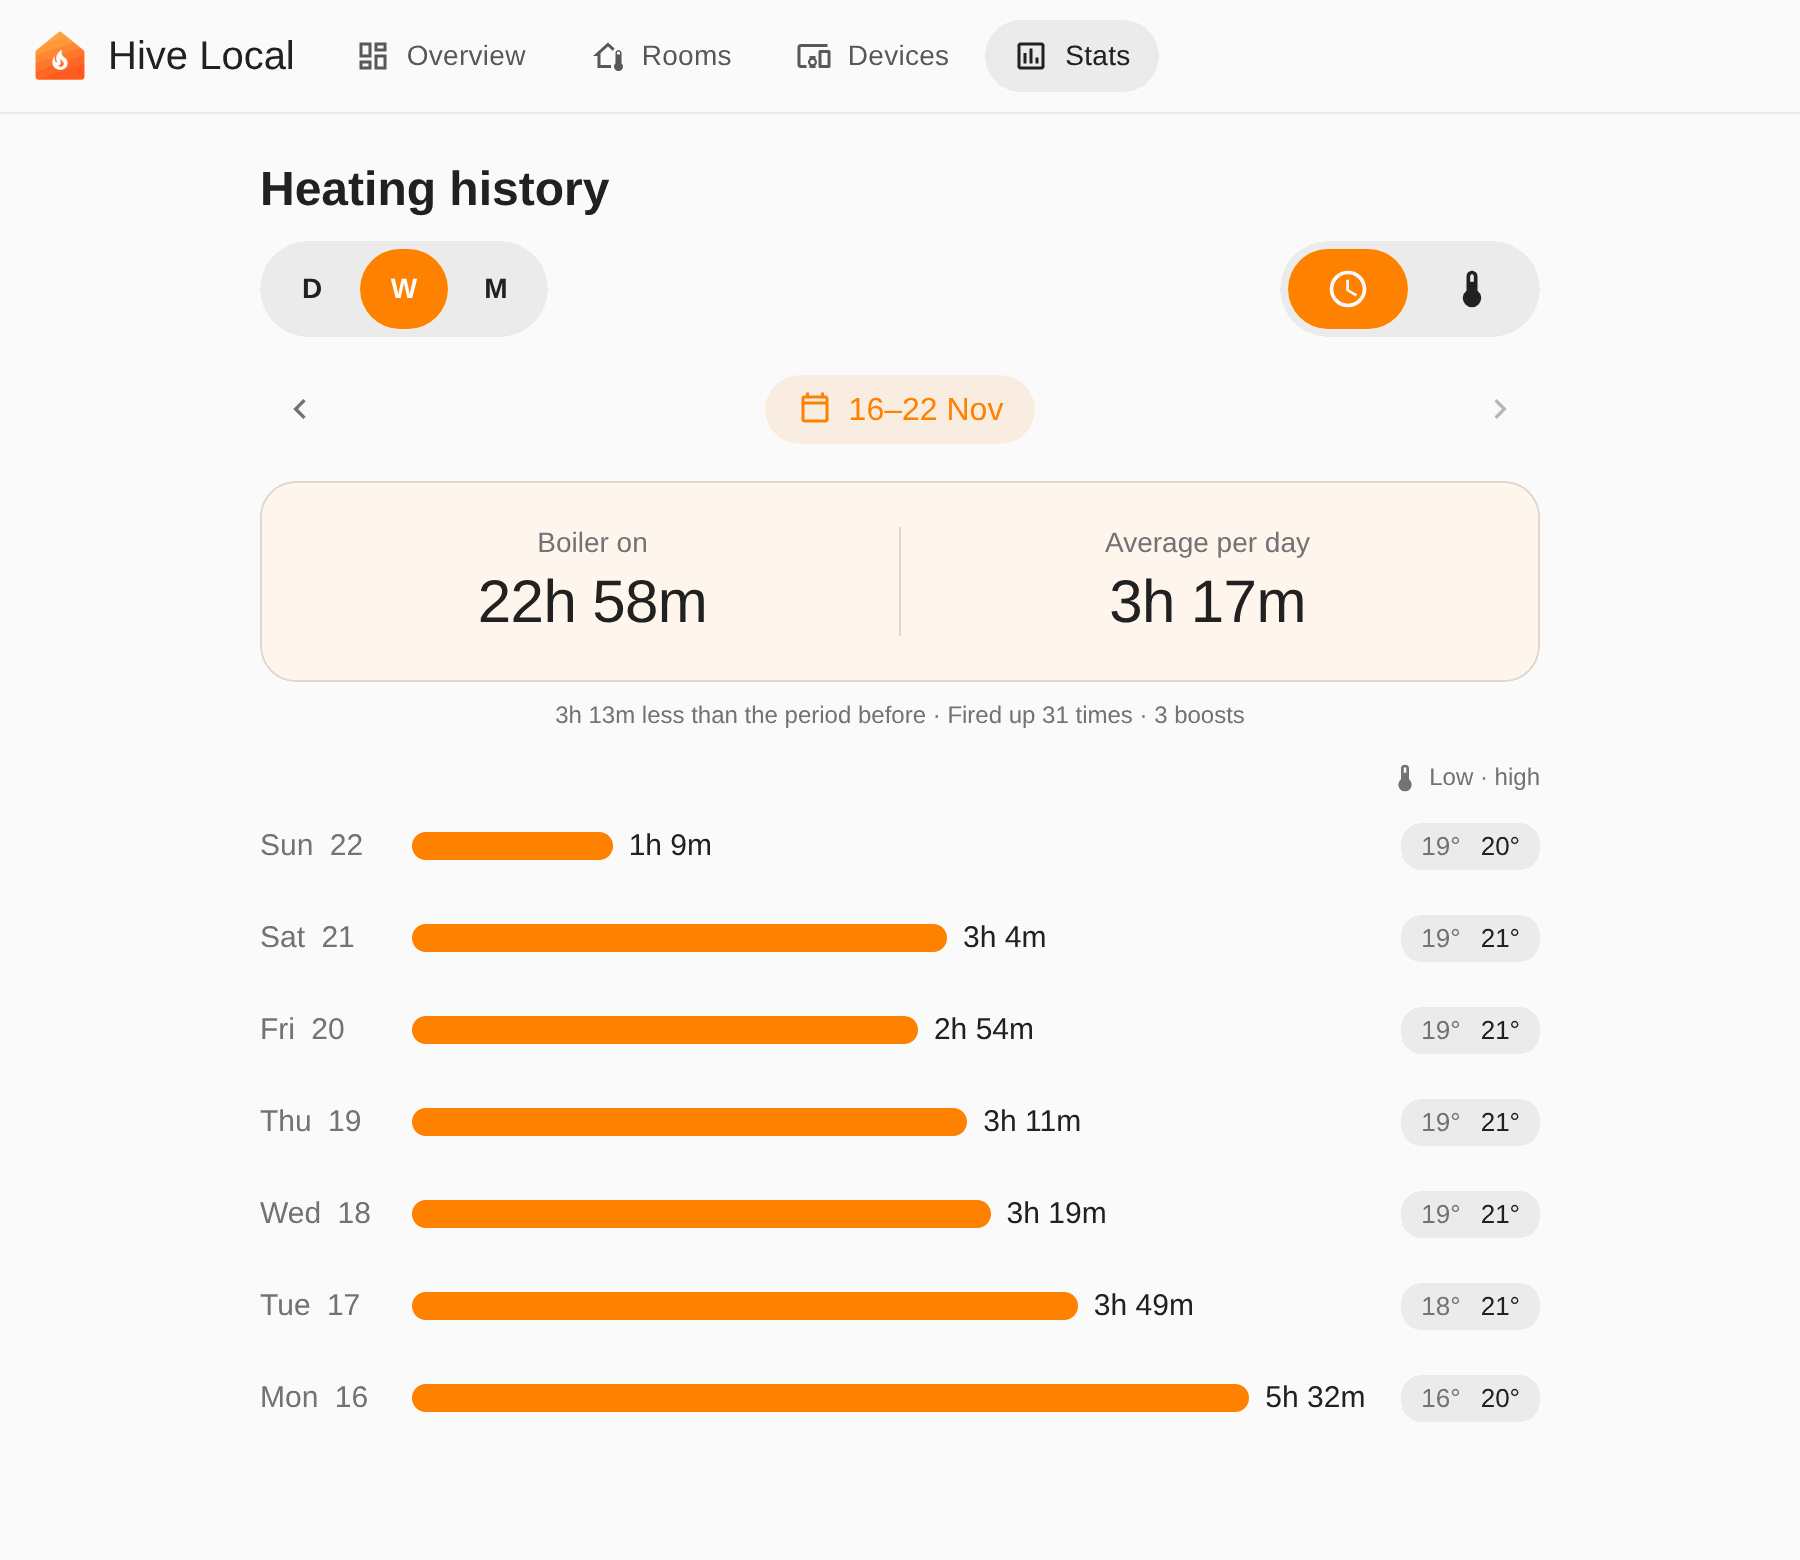 Hive Local Overview Rooms Devices Stats
Heating history
D W M
16–22 Nov
Boiler on Average per day
22h 58m 3h 17m
3h 13m less than the period before · Fired up 31 times · 3 boosts
Low · high
Sun 22 1h 9m 19° 20°
Sat 21 3h 4m 19° 21°
Fri 20 2h 54m 19° 21°
Thu 19 3h 11m 19° 21°
Wed 18 3h 19m 19° 21°
Tue 17 3h 49m 18° 21°
Mon 16 5h 32m 16° 20°